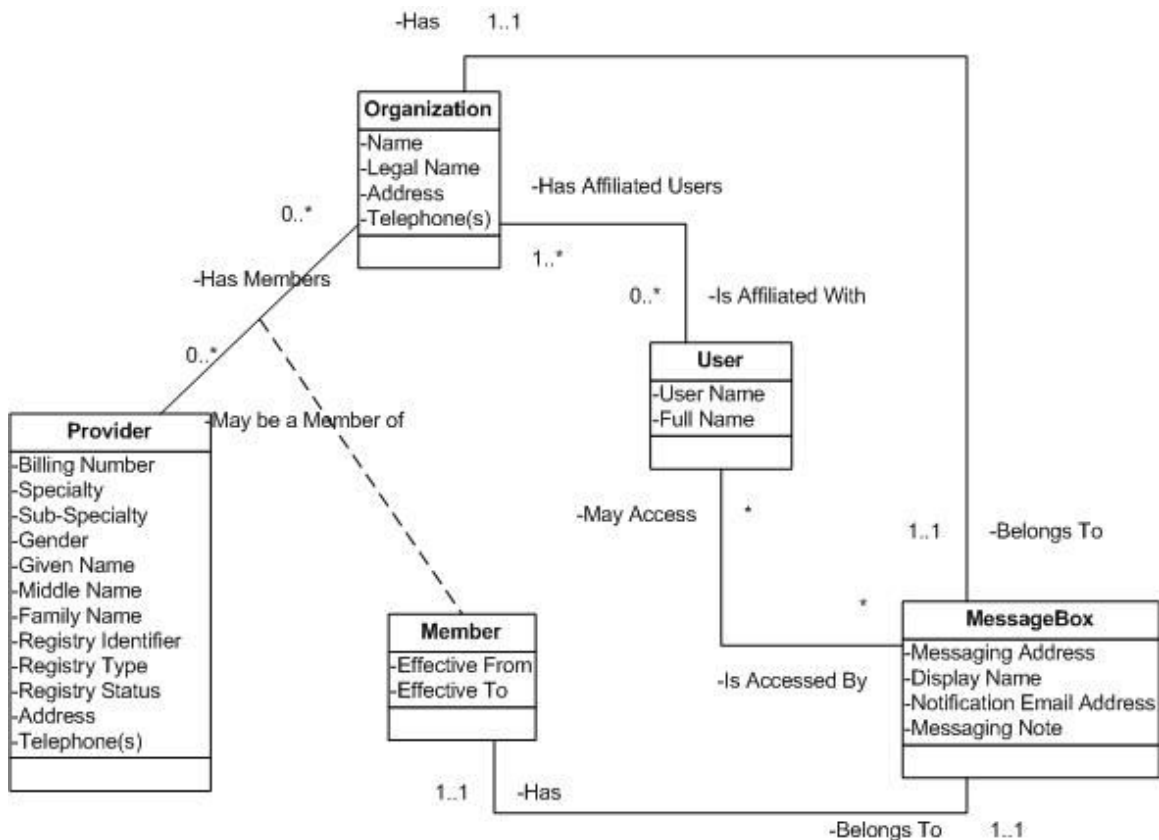 -Has 1..1
Organization
-Name
-Legal Name
-Address
-Telephone(s)
-Has Affiliated Users
0..*
1..*
-Has Members
0..*
-Is Affiliated With
User
-User Name
-Full Name
0..*
-May be a Member of
Provider
-Billing Number
-Specialty
-Sub-Specialty
-Gender
-Given Name
-Middle Name
-Family Name
-Registry Identifier
-Registry Type
-Registry Status
-Address
-Telephone(s)
-May Access *
1..1 -Belongs To
*
Member
-Effective From
-Effective To
MessageBox
-Messaging Address
-Display Name
-Notification Email Address
-Messaging Note
-Is Accessed By
1..1 -Has
-Belongs To 1..1